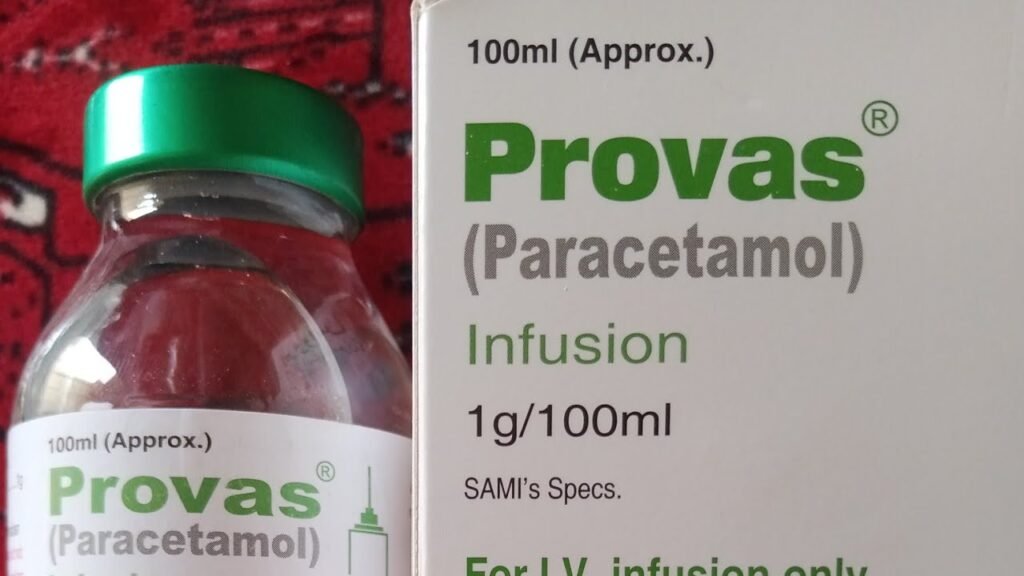 100ml (Approx.)
Provas®
(Paracetamol)
Infusion
1g/100ml
SAMI's Specs.
For I.V. infusion only
100ml (Approx.)
Provas®
(Paracetamol)